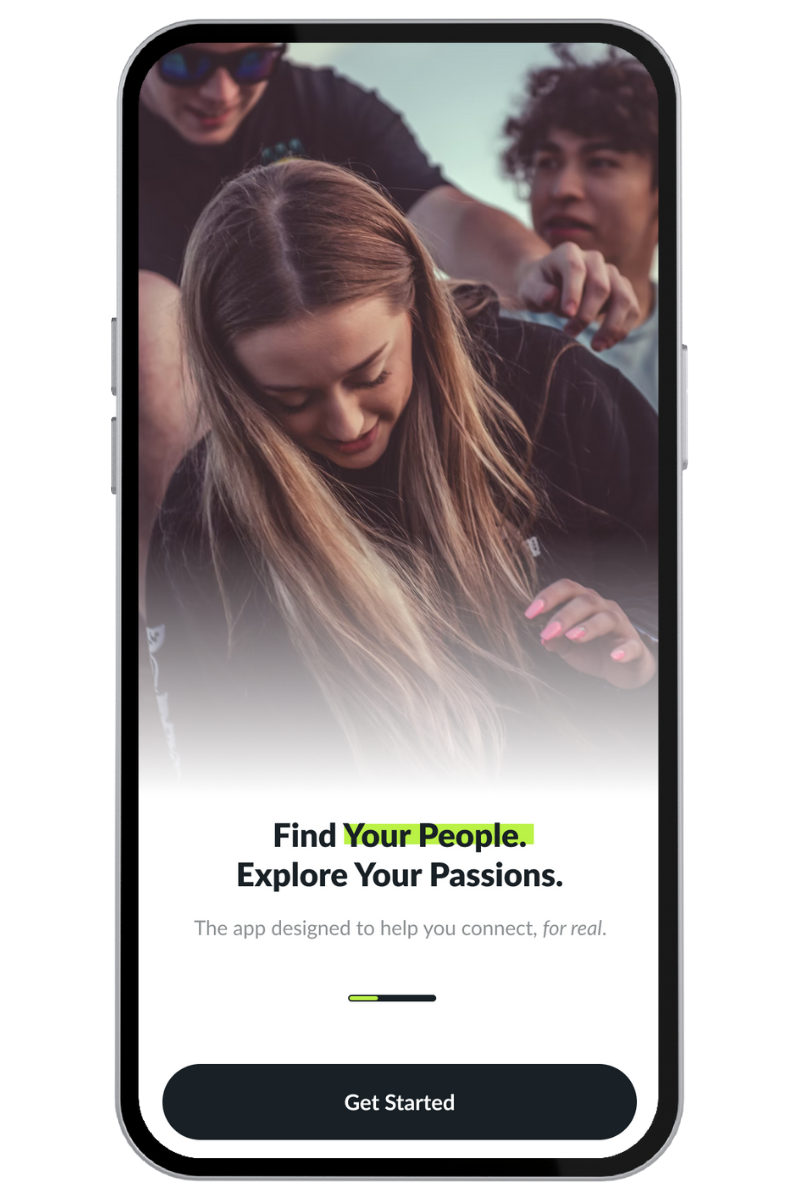 Find Your People.
Explore Your Passions.
The app designed to help you connect, for real.
Get Started